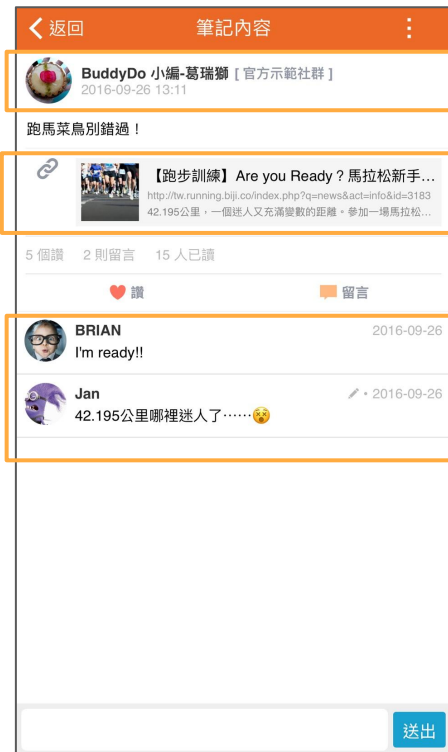 返回
筆記內容
BuddyDo 小編-葛瑞獅 [ 官方示範社群 ]
2016-09-26 13:11
跑馬菜鳥別錯過！
【跑步訓練】Are you Ready？馬拉松新手…
http://tw.running.biji.co/index.php?q=news&act=info&id=3183
42.195公里，一個迷人又充滿變數的距離。參加一場馬拉松…
5 個讚 2 則留言 15 人已讀
讚 留言
BRIAN 2016-09-26
I'm ready!!
Jan • 2016-09-26
42.195公里哪裡迷人了⋯⋯😵
送出